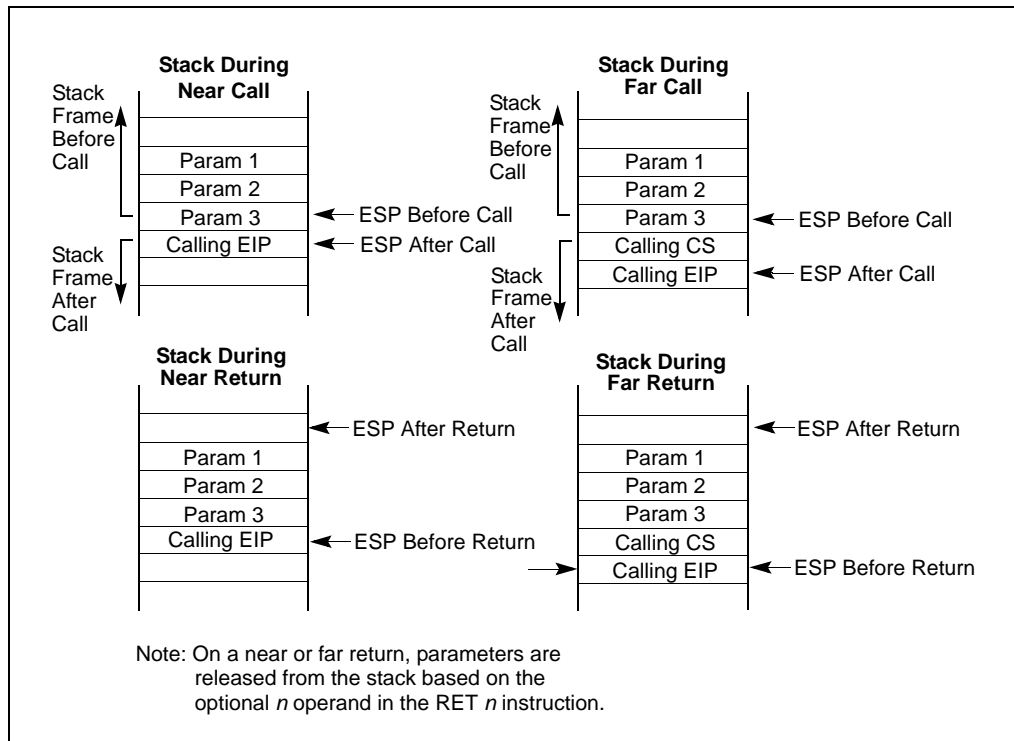 Stack During
Near Call
Stack
Frame
Before
Call
Param 1
Param 2
Param 3
ESP Before Call
Calling EIP
ESP After Call
Stack
Frame
After
Call
Stack During
Far Call
Stack
Frame
Before
Call
Param 1
Param 2
Param 3
ESP Before Call
Calling CS
Calling EIP
ESP After Call
Stack
Frame
After
Call
Stack During
Near Return
ESP After Return
Param 1
Param 2
Param 3
Calling EIP
ESP Before Return
Stack During
Far Return
ESP After Return
Param 1
Param 2
Param 3
Calling CS
Calling EIP
ESP Before Return
Note: On a near or far return, parameters are
released from the stack based on the
optional n operand in the RET n instruction.